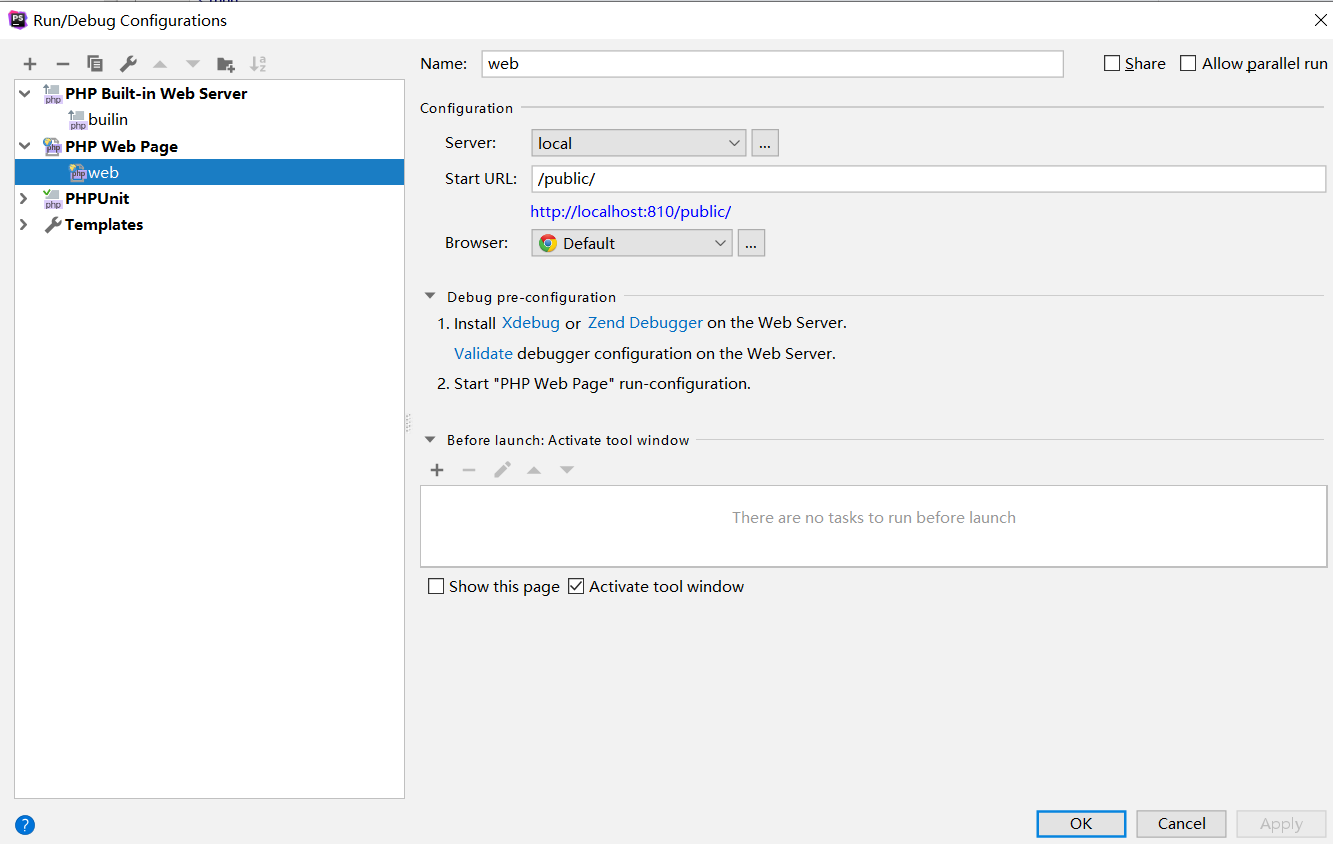 PS Run/Debug Configurations
Name: web Share Allow parallel run
PHP Built-in Web Server
builin
PHP Web Page
web
PHPUnit
Templates
Configuration
Server: local ...
Start URL: /public/
http://localhost:810/public/
Browser: Default ...
Debug pre-configuration
1. Install Xdebug or Zend Debugger on the Web Server.
Validate debugger configuration on the Web Server.
2. Start "PHP Web Page" run-configuration.
Before launch: Activate tool window
There are no tasks to run before launch
Show this page Activate tool window
? OK Cancel Apply